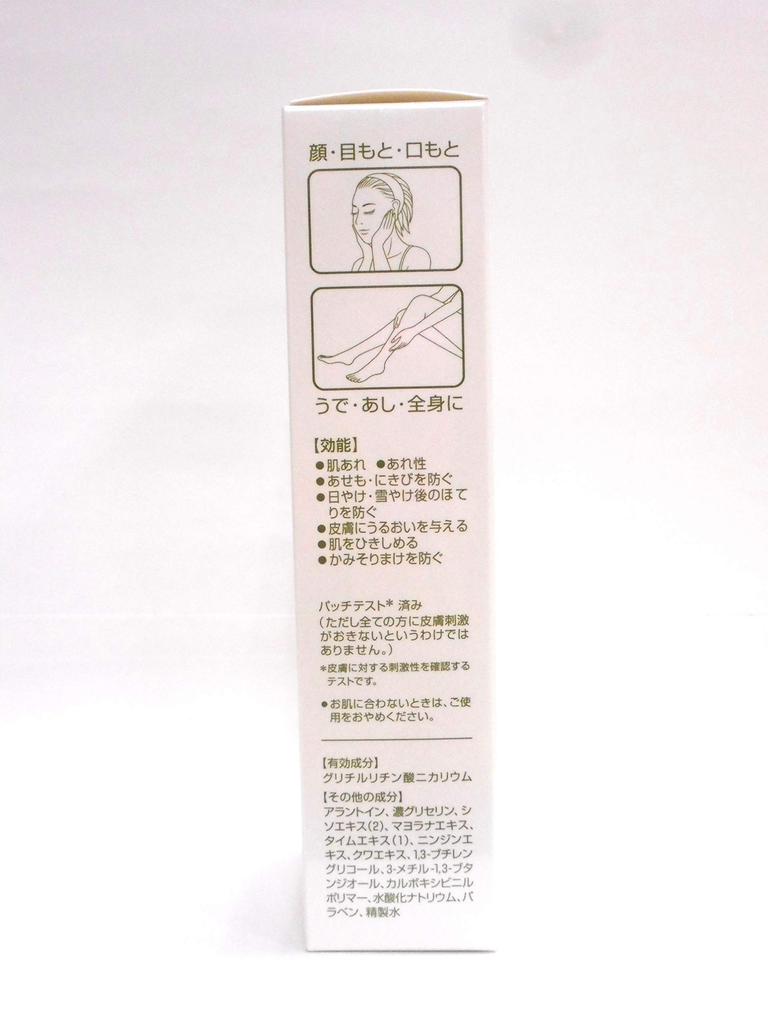 顔・目もと・口もと
うで・あし・全身に
【効能】
●肌あれ ●あれ性
●あせも・にきびを防ぐ
●日やけ・雪やけ後のほて
りを防ぐ
●皮膚にうるおいを与える
●肌をひきしめる
●かみそりまけを防ぐ
パッチテスト* 済み
(ただし全ての方に皮膚刺激
がおきないというわけでは
ありません。)
*皮膚に対する刺激性を確認する
テストです。
●お肌に合わないときは、ご使
用をおやめください。
【有効成分】
グリチルリチン酸ニカリウム
【その他の成分】
アラントイン、濃グリセリン、シ
ソエキス(2)、マヨラナエキス、
タイムエキス(1)、ニンジンエ
キス、クワエキス、1,3-ブチレン
グリコール、3-メチル-1,3-ブタ
ンジオール、カルボキシビニル
ポリマー、水酸化ナトリウム、パ
ラベン、精製水